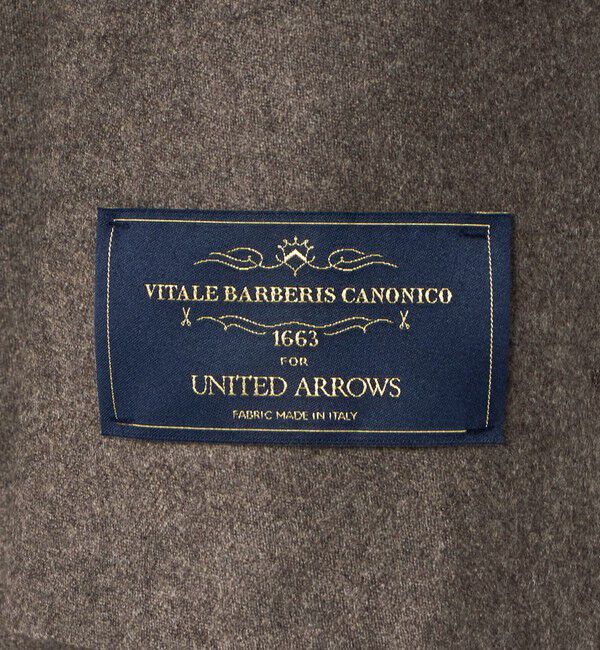 VITALE BARBERIS CANONICO
1663
FOR
UNITED ARROWS
FABRIC MADE IN ITALY